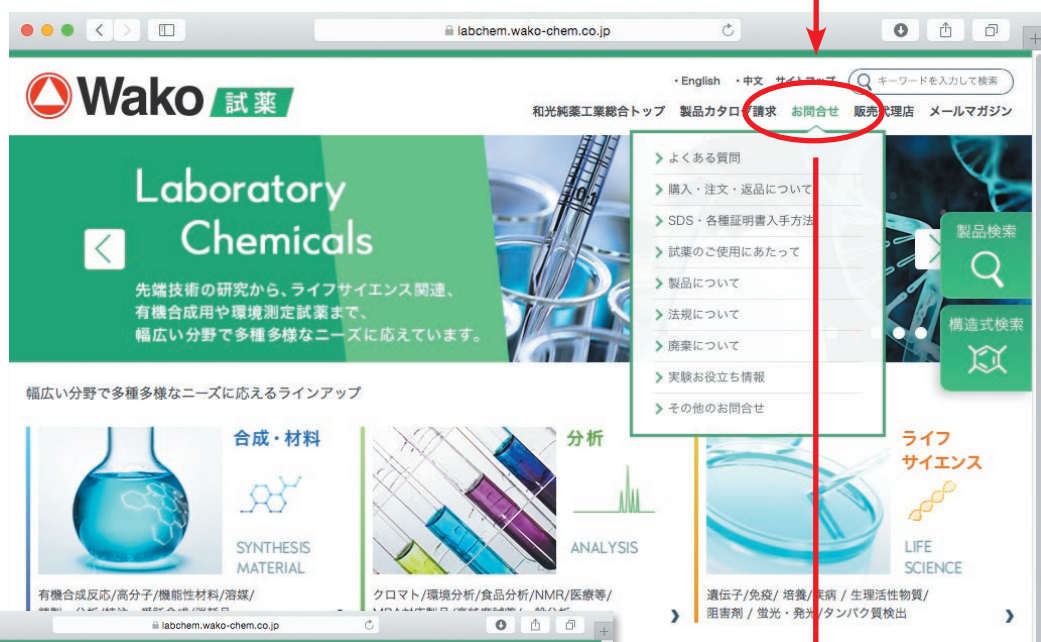 labchem.wako-chem.co.jp
・English ・中文 サイトマップ キーワードを入力して検索
Wako 試薬
和光純薬工業総合トップ 製品カタログ請求 お問合せ 販売代理店 メールマガジン
Laboratory
Chemicals
先端技術の研究から、ライフサイエンス関連、
有機合成用や環境測定試薬まで、
幅広い分野で多種多様なニーズに応えています。
よくある質問
購入・注文・返品について
SDS・各種証明書入手方法
試薬のご使用にあたって
製品について
法規について
廃棄について
実験お役立ち情報
その他のお問合せ
製品検索
構造式検索
幅広い分野で多種多様なニーズに応えるラインアップ
合成・材料
SYNTHESIS
MATERIAL
有機合成反応/高分子/機能性材料/溶媒/
分析
ANALYSIS
クロマト/環境分析/食品分析/NMR/医療等/
ライフ
サイエンス
LIFE
SCIENCE
遺伝子/免疫/ 培養/疾病 / 生理活性物質/
阻害剤 / 蛍光・発光/タンパク質検出
labchem.wako-chem.co.jp